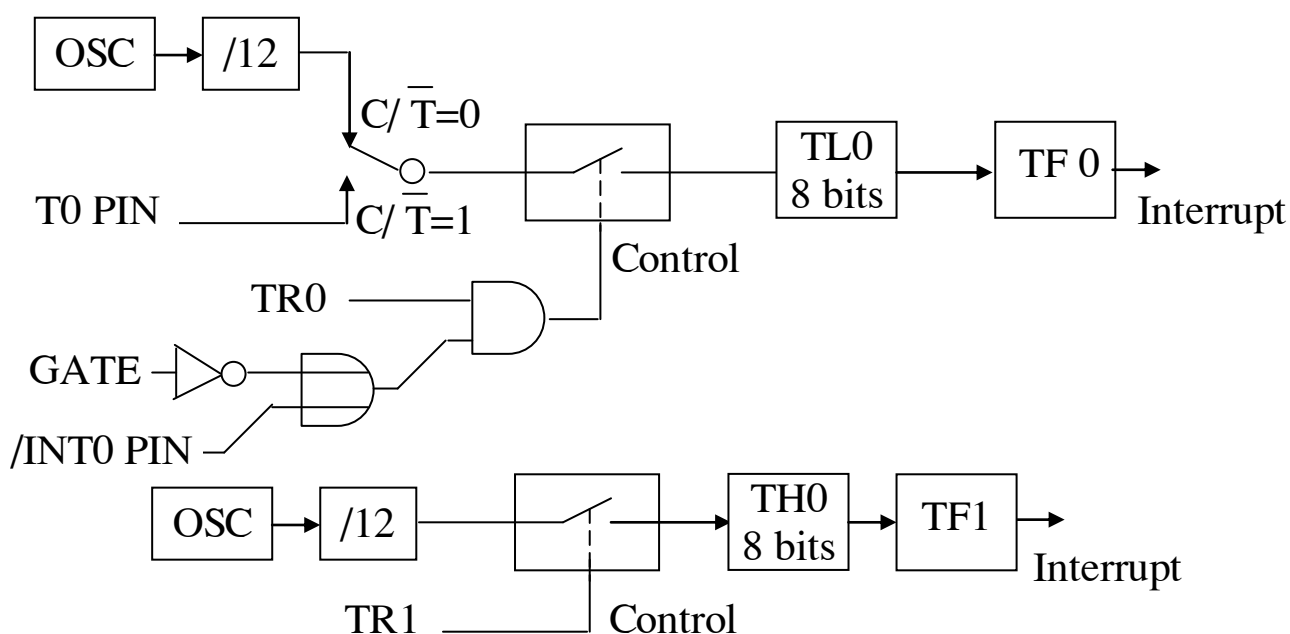 OSC
/12
C/ T̅=0
T0 PIN
C/ T̅=1
TL0
8 bits
TF 0
Interrupt
Control
TR0
GATE
/INT0 PIN
OSC
/12
TH0
8 bits
TF1
Interrupt
TR1
Control